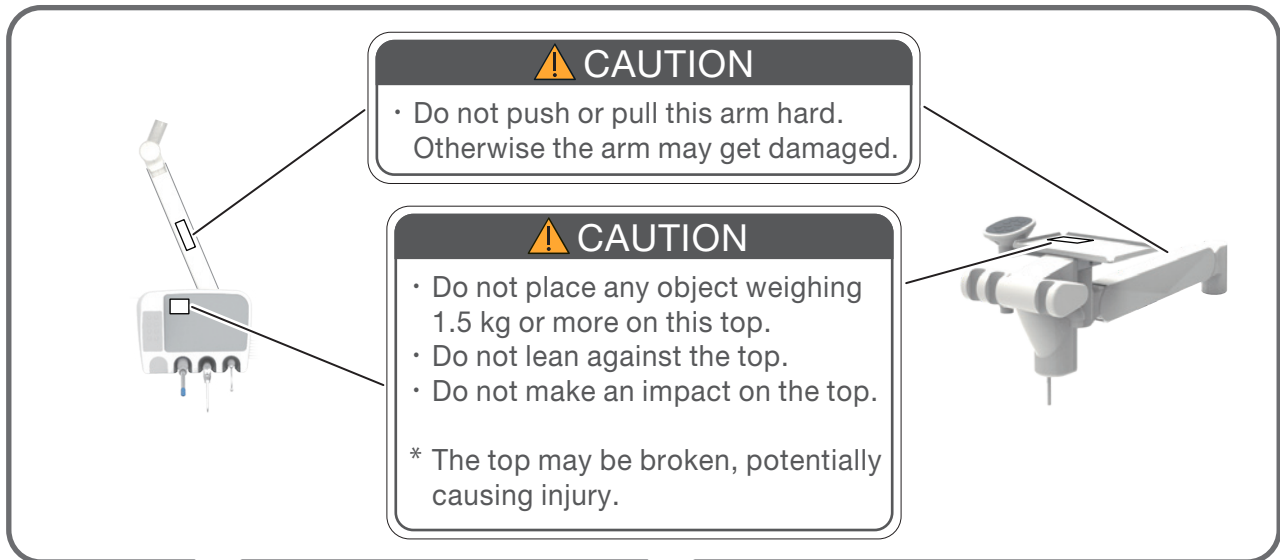 CAUTION
・Do not push or pull this arm hard.
Otherwise the arm may get damaged.
CAUTION
・Do not place any object weighing
1.5 kg or more on this top.
・Do not lean against the top.
・Do not make an impact on the top.
* The top may be broken, potentially
causing injury.